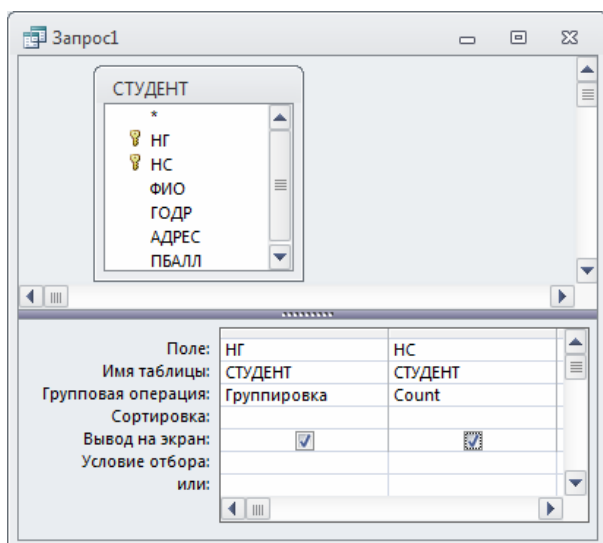 Запрос1
СТУДЕНТ
*
НГ
НС
ФИО
ГОДР
АДРЕС
ПБАЛЛ
Поле: НГ НС
Имя таблицы: СТУДЕНТ СТУДЕНТ
Групповая операция: Группировка Count
Сортировка:
Вывод на экран:
Условие отбора:
или: